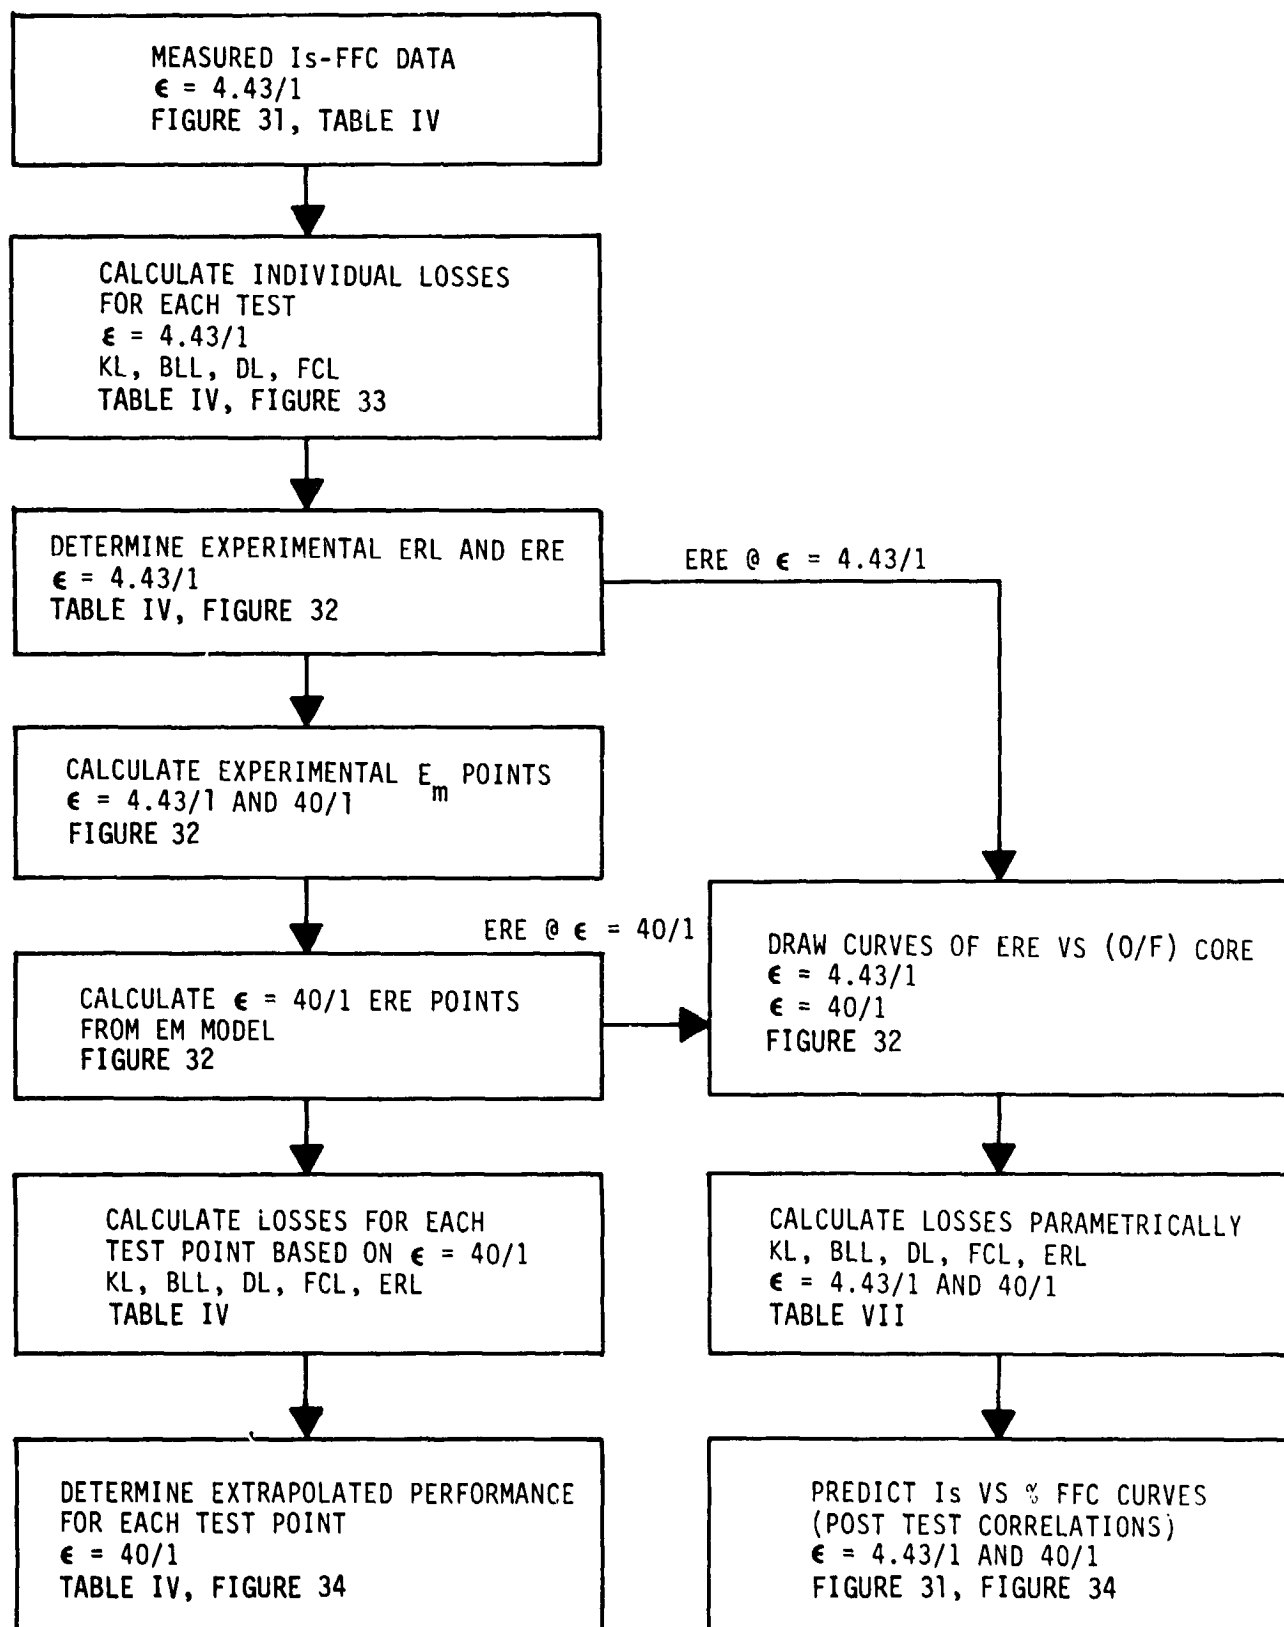 MEASURED Is-FFC DATA
ϵ = 4.43/1
FIGURE 31, TABLE IV
CALCULATE INDIVIDUAL LOSSES
FOR EACH TEST
ϵ = 4.43/1
KL, BLL, DL, FCL
TABLE IV, FIGURE 33
DETERMINE EXPERIMENTAL ERL AND ERE
ϵ = 4.43/1
TABLE IV, FIGURE 32
ERE @ ϵ = 4.43/1
CALCULATE EXPERIMENTAL Em POINTS
ϵ = 4.43/1 AND 40/1
FIGURE 32
ERE @ ϵ = 40/1
CALCULATE ϵ = 40/1 ERE POINTS
FROM EM MODEL
FIGURE 32
DRAW CURVES OF ERE VS (O/F) CORE
ϵ = 4.43/1
ϵ = 40/1
FIGURE 32
CALCULATE LOSSES FOR EACH
TEST POINT BASED ON ϵ = 40/1
KL, BLL, DL, FCL, ERL
TABLE IV
CALCULATE LOSSES PARAMETRICALLY
KL, BLL, DL, FCL, ERL
ϵ = 4.43/1 AND 40/1
TABLE VII
DETERMINE EXTRAPOLATED PERFORMANCE
FOR EACH TEST POINT
ϵ = 40/1
TABLE IV, FIGURE 34
PREDICT Is VS % FFC CURVES
(POST TEST CORRELATIONS)
ϵ = 4.43/1 AND 40/1
FIGURE 31, FIGURE 34